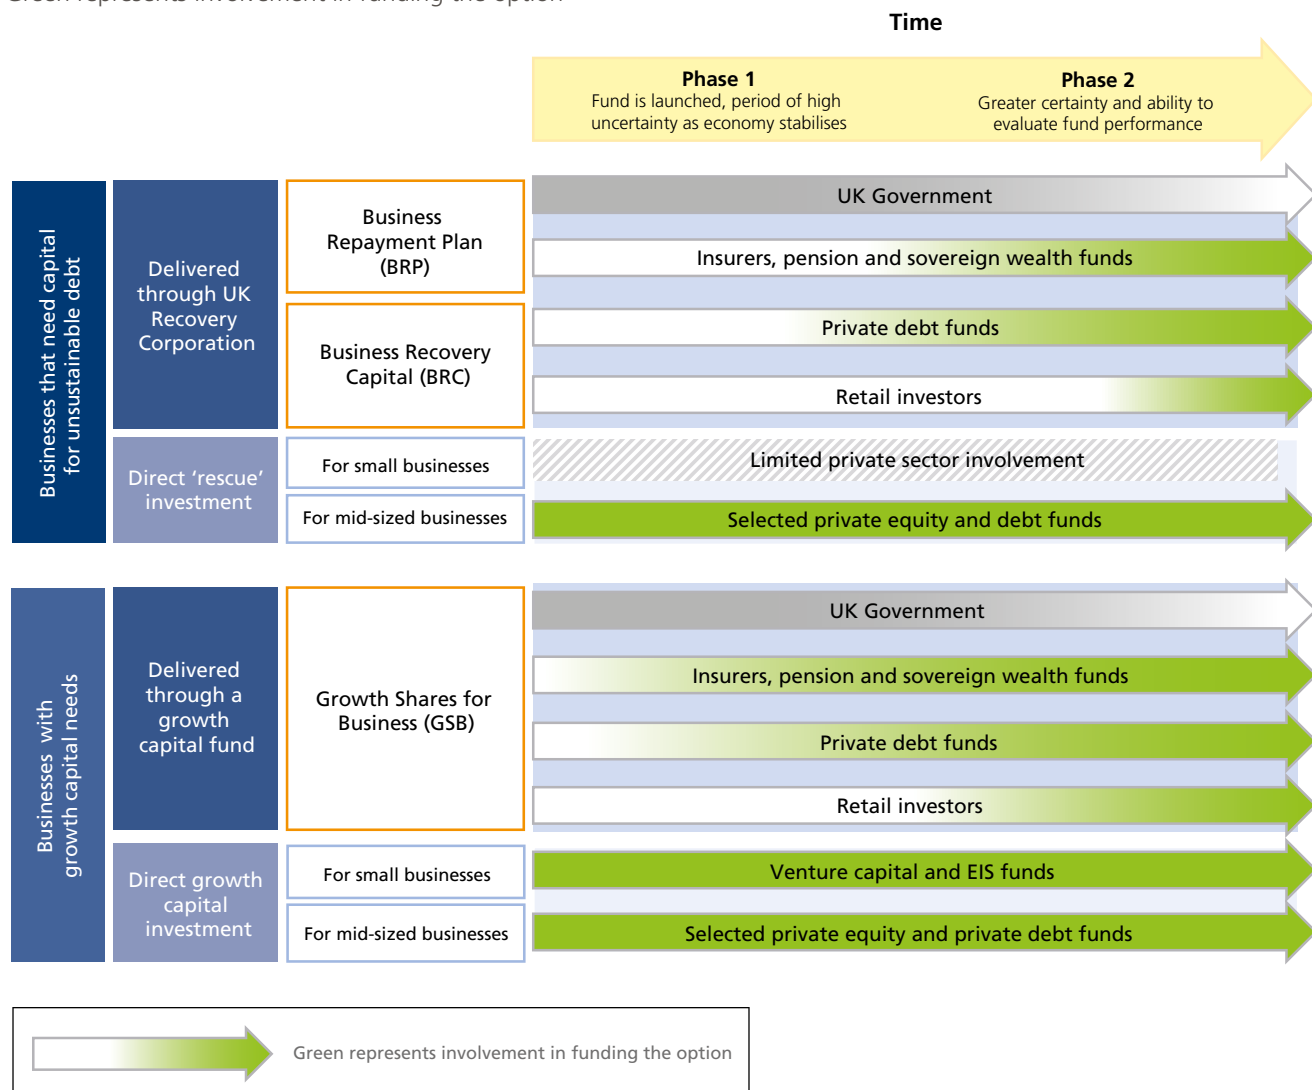 Green represents involvement in funding the option
Time
Phase 1
Fund is launched, period of high
uncertainty as economy stabilises
Phase 2
Greater certainty and ability to
evaluate fund performance
Businesses that need capital
for unsustainable debt
Delivered
through UK
Recovery
Corporation
Business
Repayment Plan
(BRP)
Business Recovery
Capital (BRC)
UK Government
Insurers, pension and sovereign wealth funds
Private debt funds
Retail investors
Direct ‘rescue’
investment
For small businesses
Limited private sector involvement
For mid-sized businesses
Selected private equity and debt funds
Businesses with
growth capital needs
Delivered
through a
growth
capital fund
Growth Shares for
Business (GSB)
UK Government
Insurers, pension and sovereign wealth funds
Private debt funds
Retail investors
Direct growth
capital
investment
For small businesses
Venture capital and EIS funds
For mid-sized businesses
Selected private equity and private debt funds
Green represents involvement in funding the option